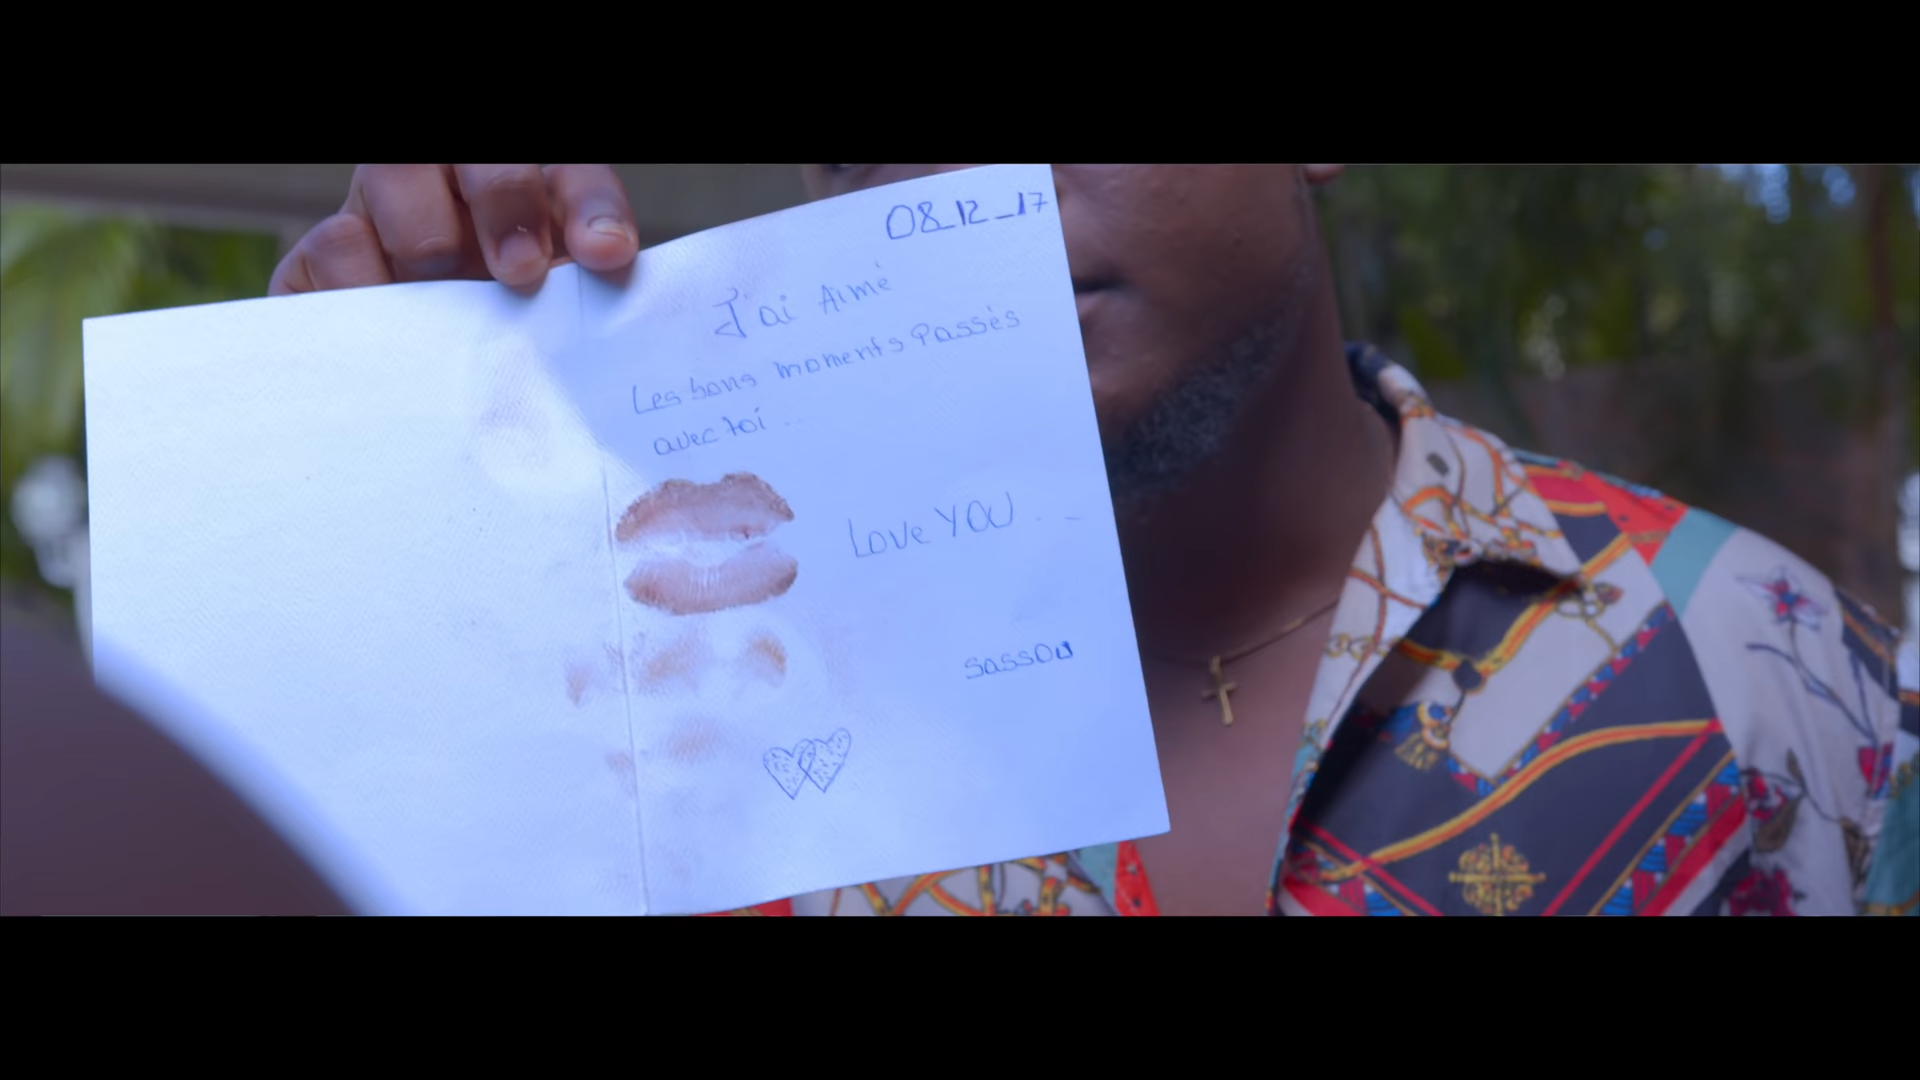 08_12_17
J'ai Aimé
Les bons moments Passés
avec toi ..
Love YOU . _
sassou